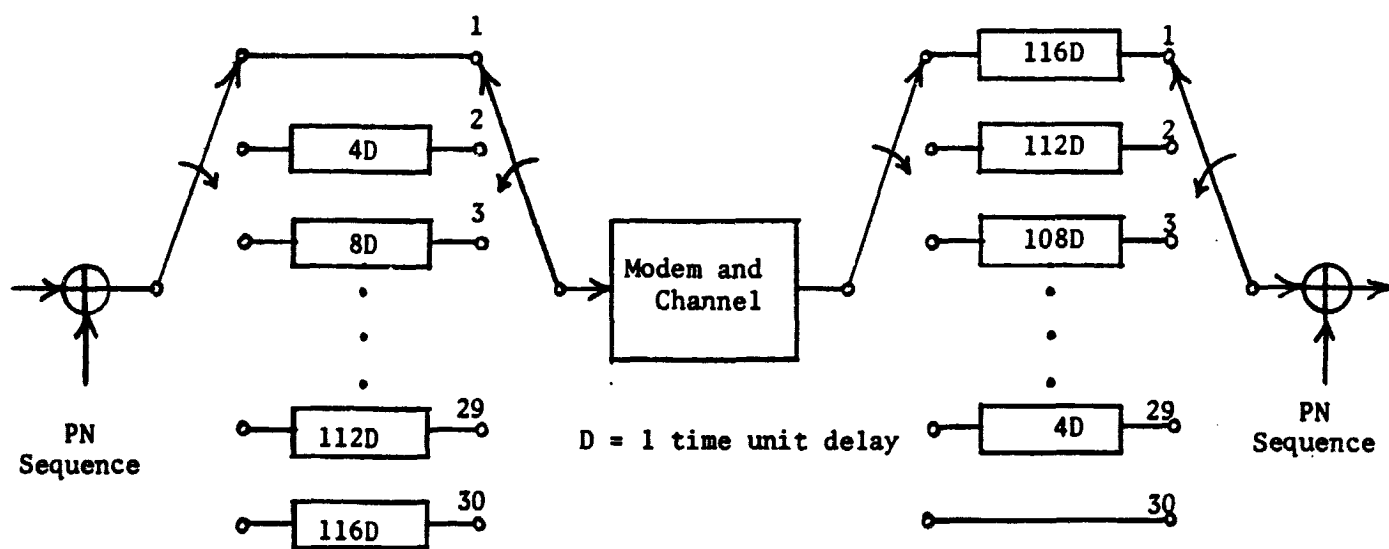 1
4D
2
8D
3
112D
29
116D
30
PN
Sequence
Modem and
Channel
D = 1 time unit delay
116D
1
112D
2
108D
3
4D
29
30
PN
Sequence